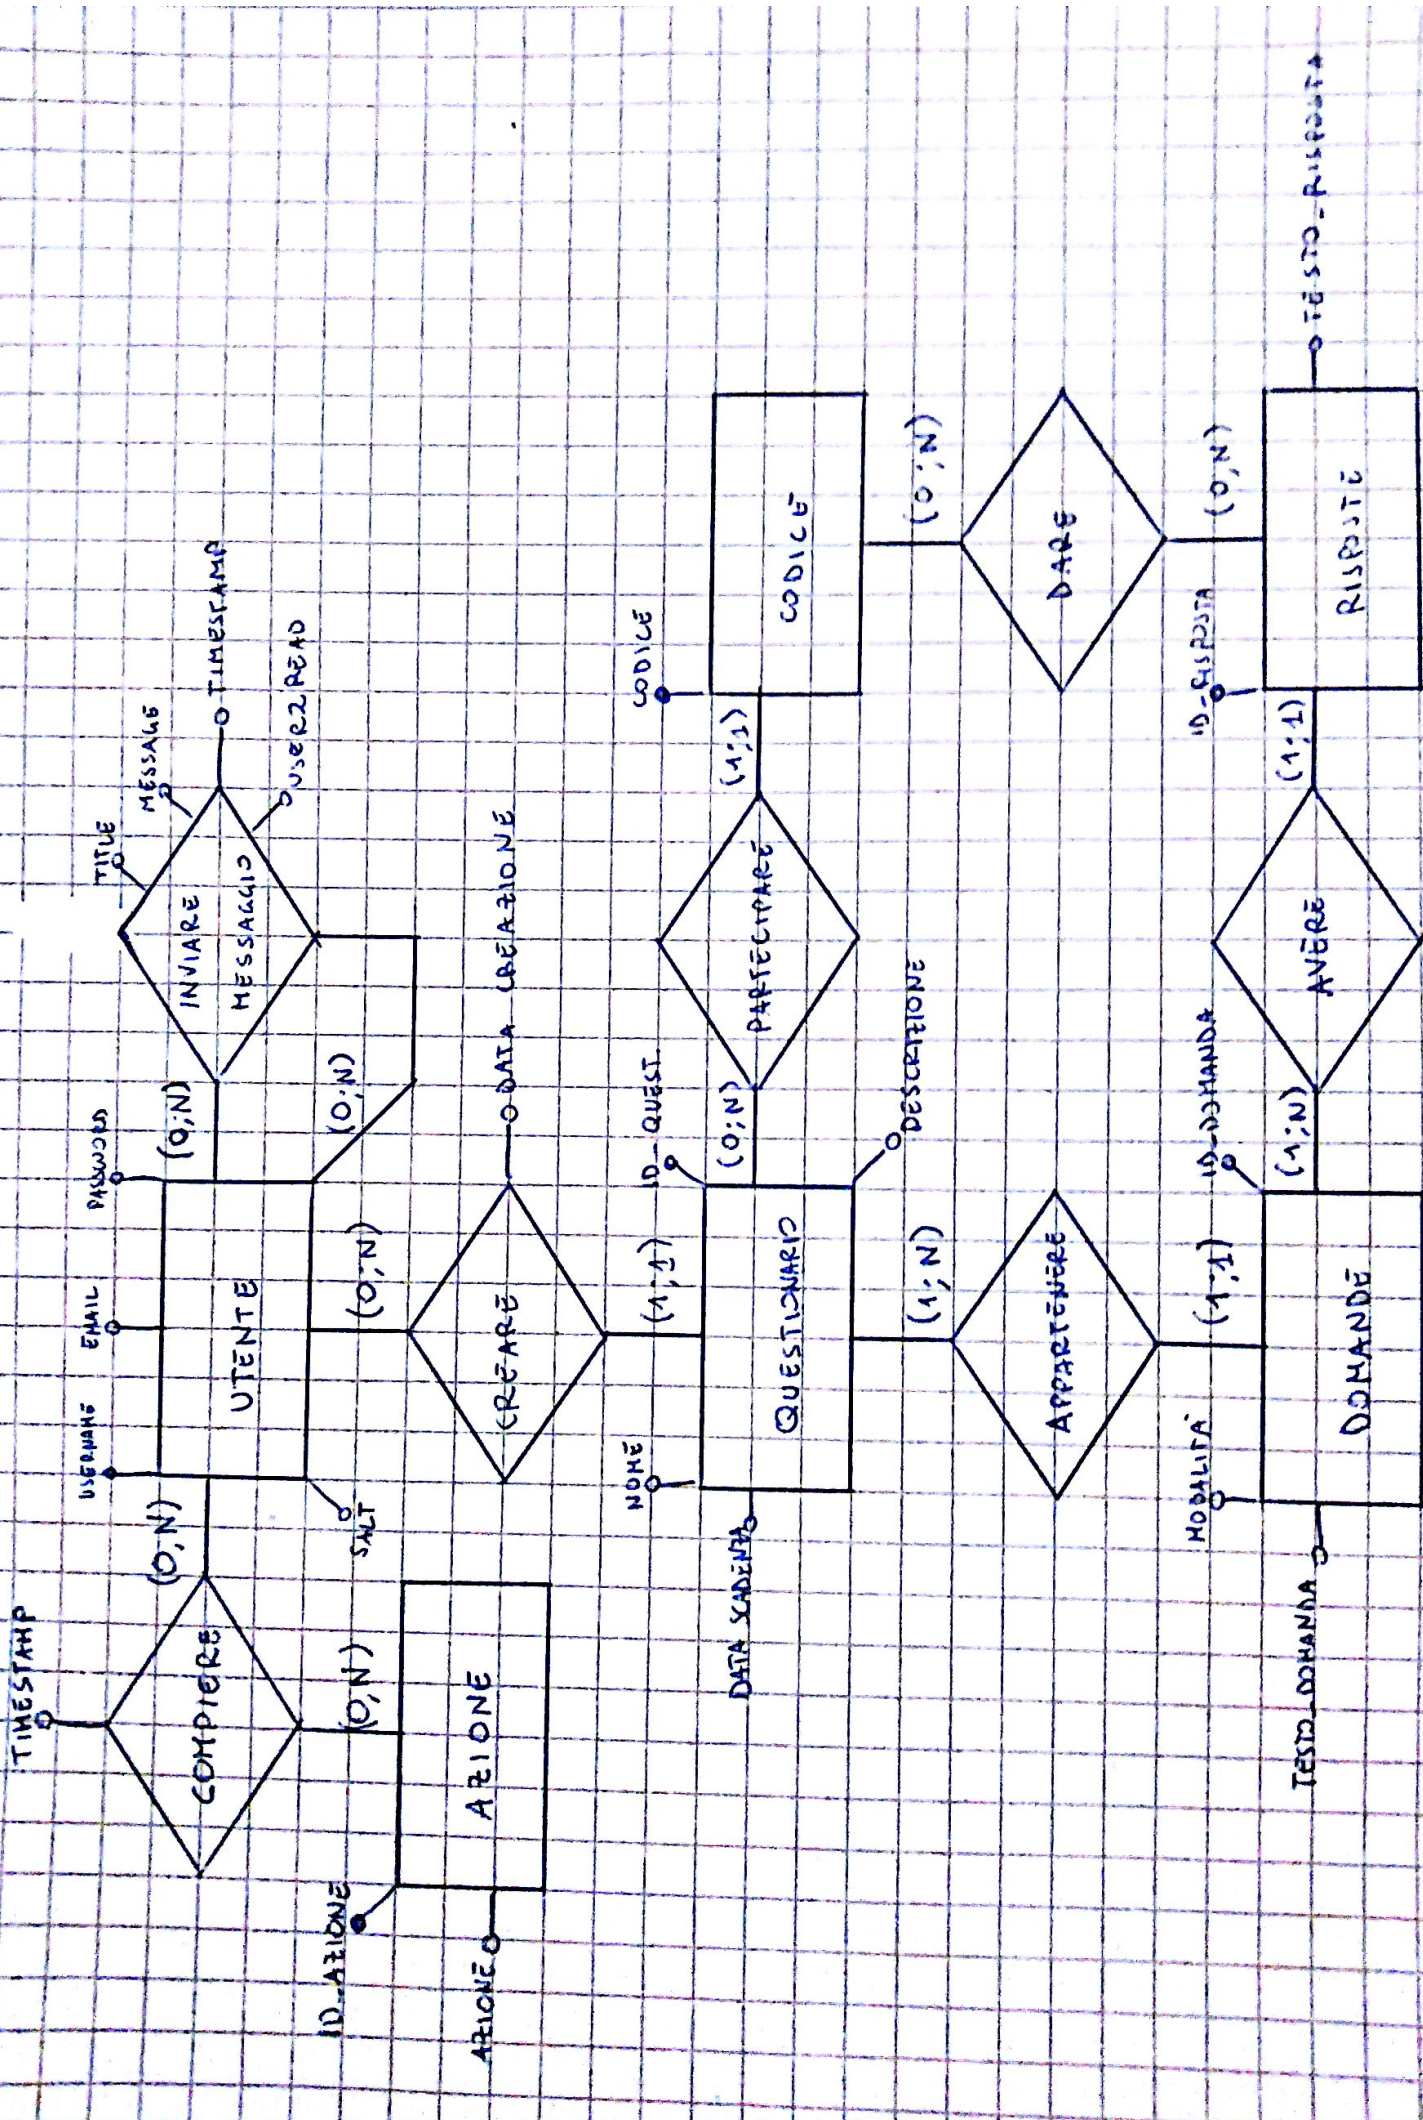 TIMESTAMP
USERNAME
EMAIL
PASSWORD
TITLE
MESSAGE
COMPIERE
(0,N)
UTENTE
(0;N)
INVIARE
MESSAGGIO
TIMESTAMP
USER2READ
SALT
(0;N)
ID_AZIONE
(0,N)
(0;N)
AZIONE
AZIONE
CREARE
DATA CREAZIONE
NOME
(1;1)
ID_QUEST
CODICE
DATA SCADENZA
QUESTIONARIO
(0;N)
PARTECIPARE
(1;1)
CODICE
DESCRIZIONE
(1;N)
(0;N)
APPARTENERE
DARE
MODALITÀ
(1;1)
ID_DOMANDA
ID_RISPOSTA
(0;N)
TESTO_DOMANDA
DOMANDE
(1;N)
AVERE
(1;1)
RISPOSTE
TESTO_RISPOSTA